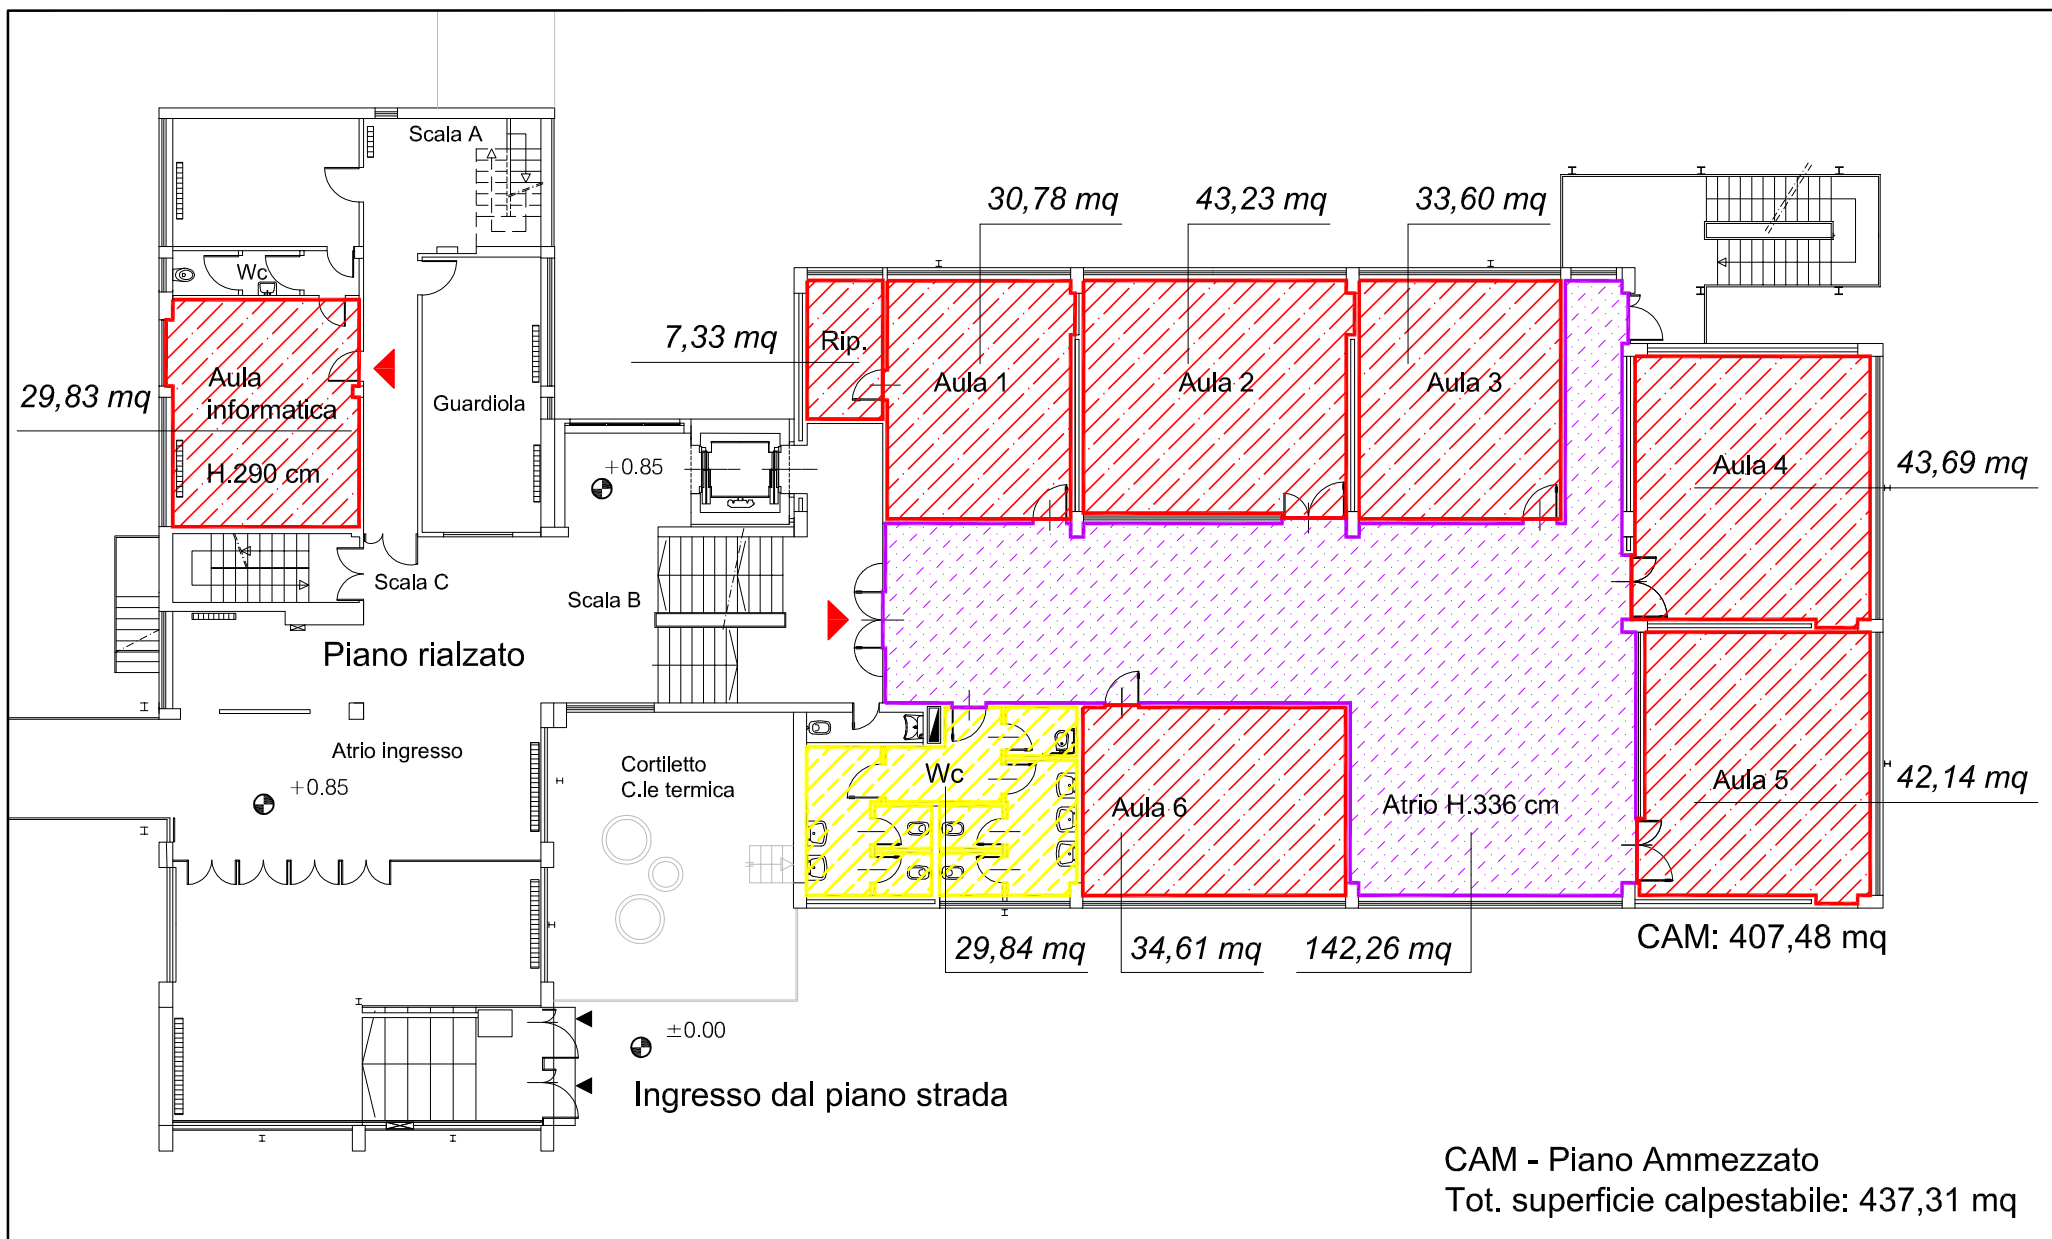 Scala A
30,78 mq
43,23 mq
33,60 mq
Wc
7,33 mq
Rip.
Aula 1
Aula 2
Aula 3
29,83 mq
Aula
informatica
H.290 cm
Guardiola
+0.85
Aula 4
43,69 mq
Scala C
Scala B
Piano rialzato
Atrio ingresso
+0.85
Cortiletto
C.le termica
Wc
Aula 6
Atrio H.336 cm
Aula 5
42,14 mq
29,84 mq
34,61 mq
142,26 mq
CAM: 407,48 mq
±0.00
Ingresso dal piano strada
CAM - Piano Ammezzato
Tot. superficie calpestabile: 437,31 mq